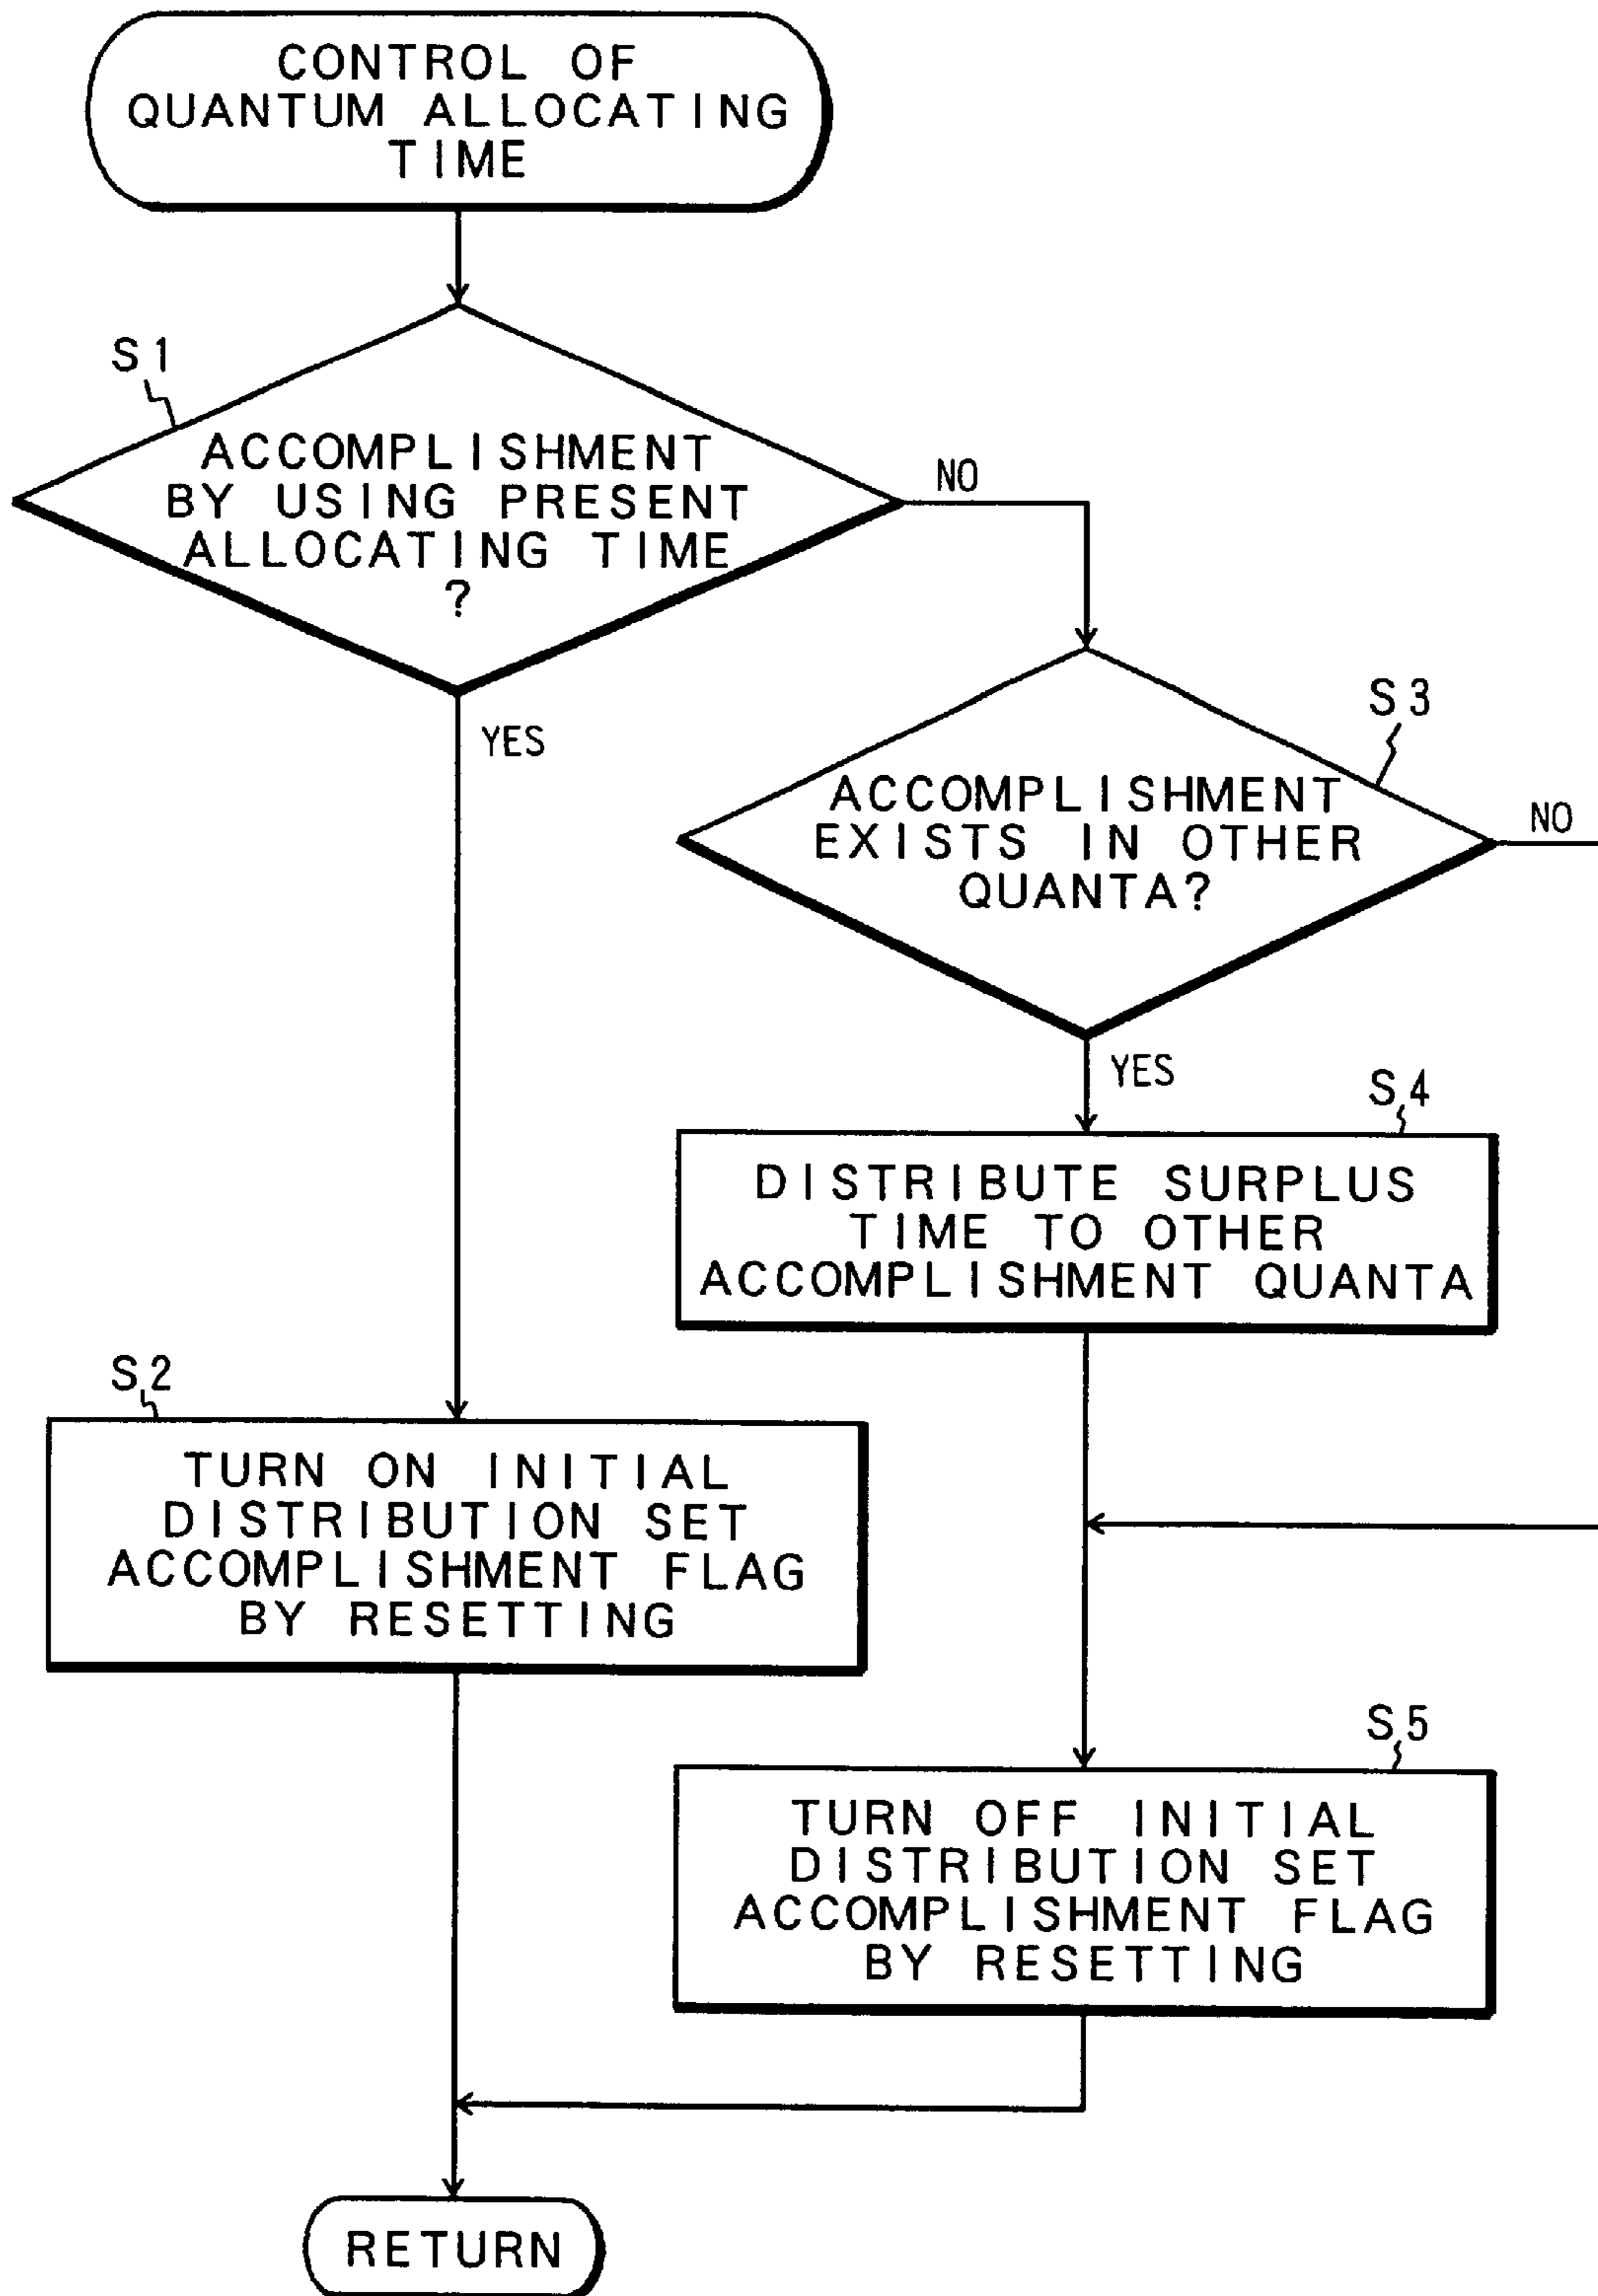 CONTROL OF
QUANTUM ALLOCATING
TIME
S1
ACCOMPLISHMENT
BY USING PRESENT
ALLOCATING TIME
?
NO
YES
S3
ACCOMPLISHMENT
EXISTS IN OTHER
QUANTA?
NO
YES
S4
DISTRIBUTE SURPLUS
TIME TO OTHER
ACCOMPLISHMENT QUANTA
S2
TURN ON INITIAL
DISTRIBUTION SET
ACCOMPLISHMENT FLAG
BY RESETTING
S5
TURN OFF INITIAL
DISTRIBUTION SET
ACCOMPLISHMENT FLAG
BY RESETTING
RETURN